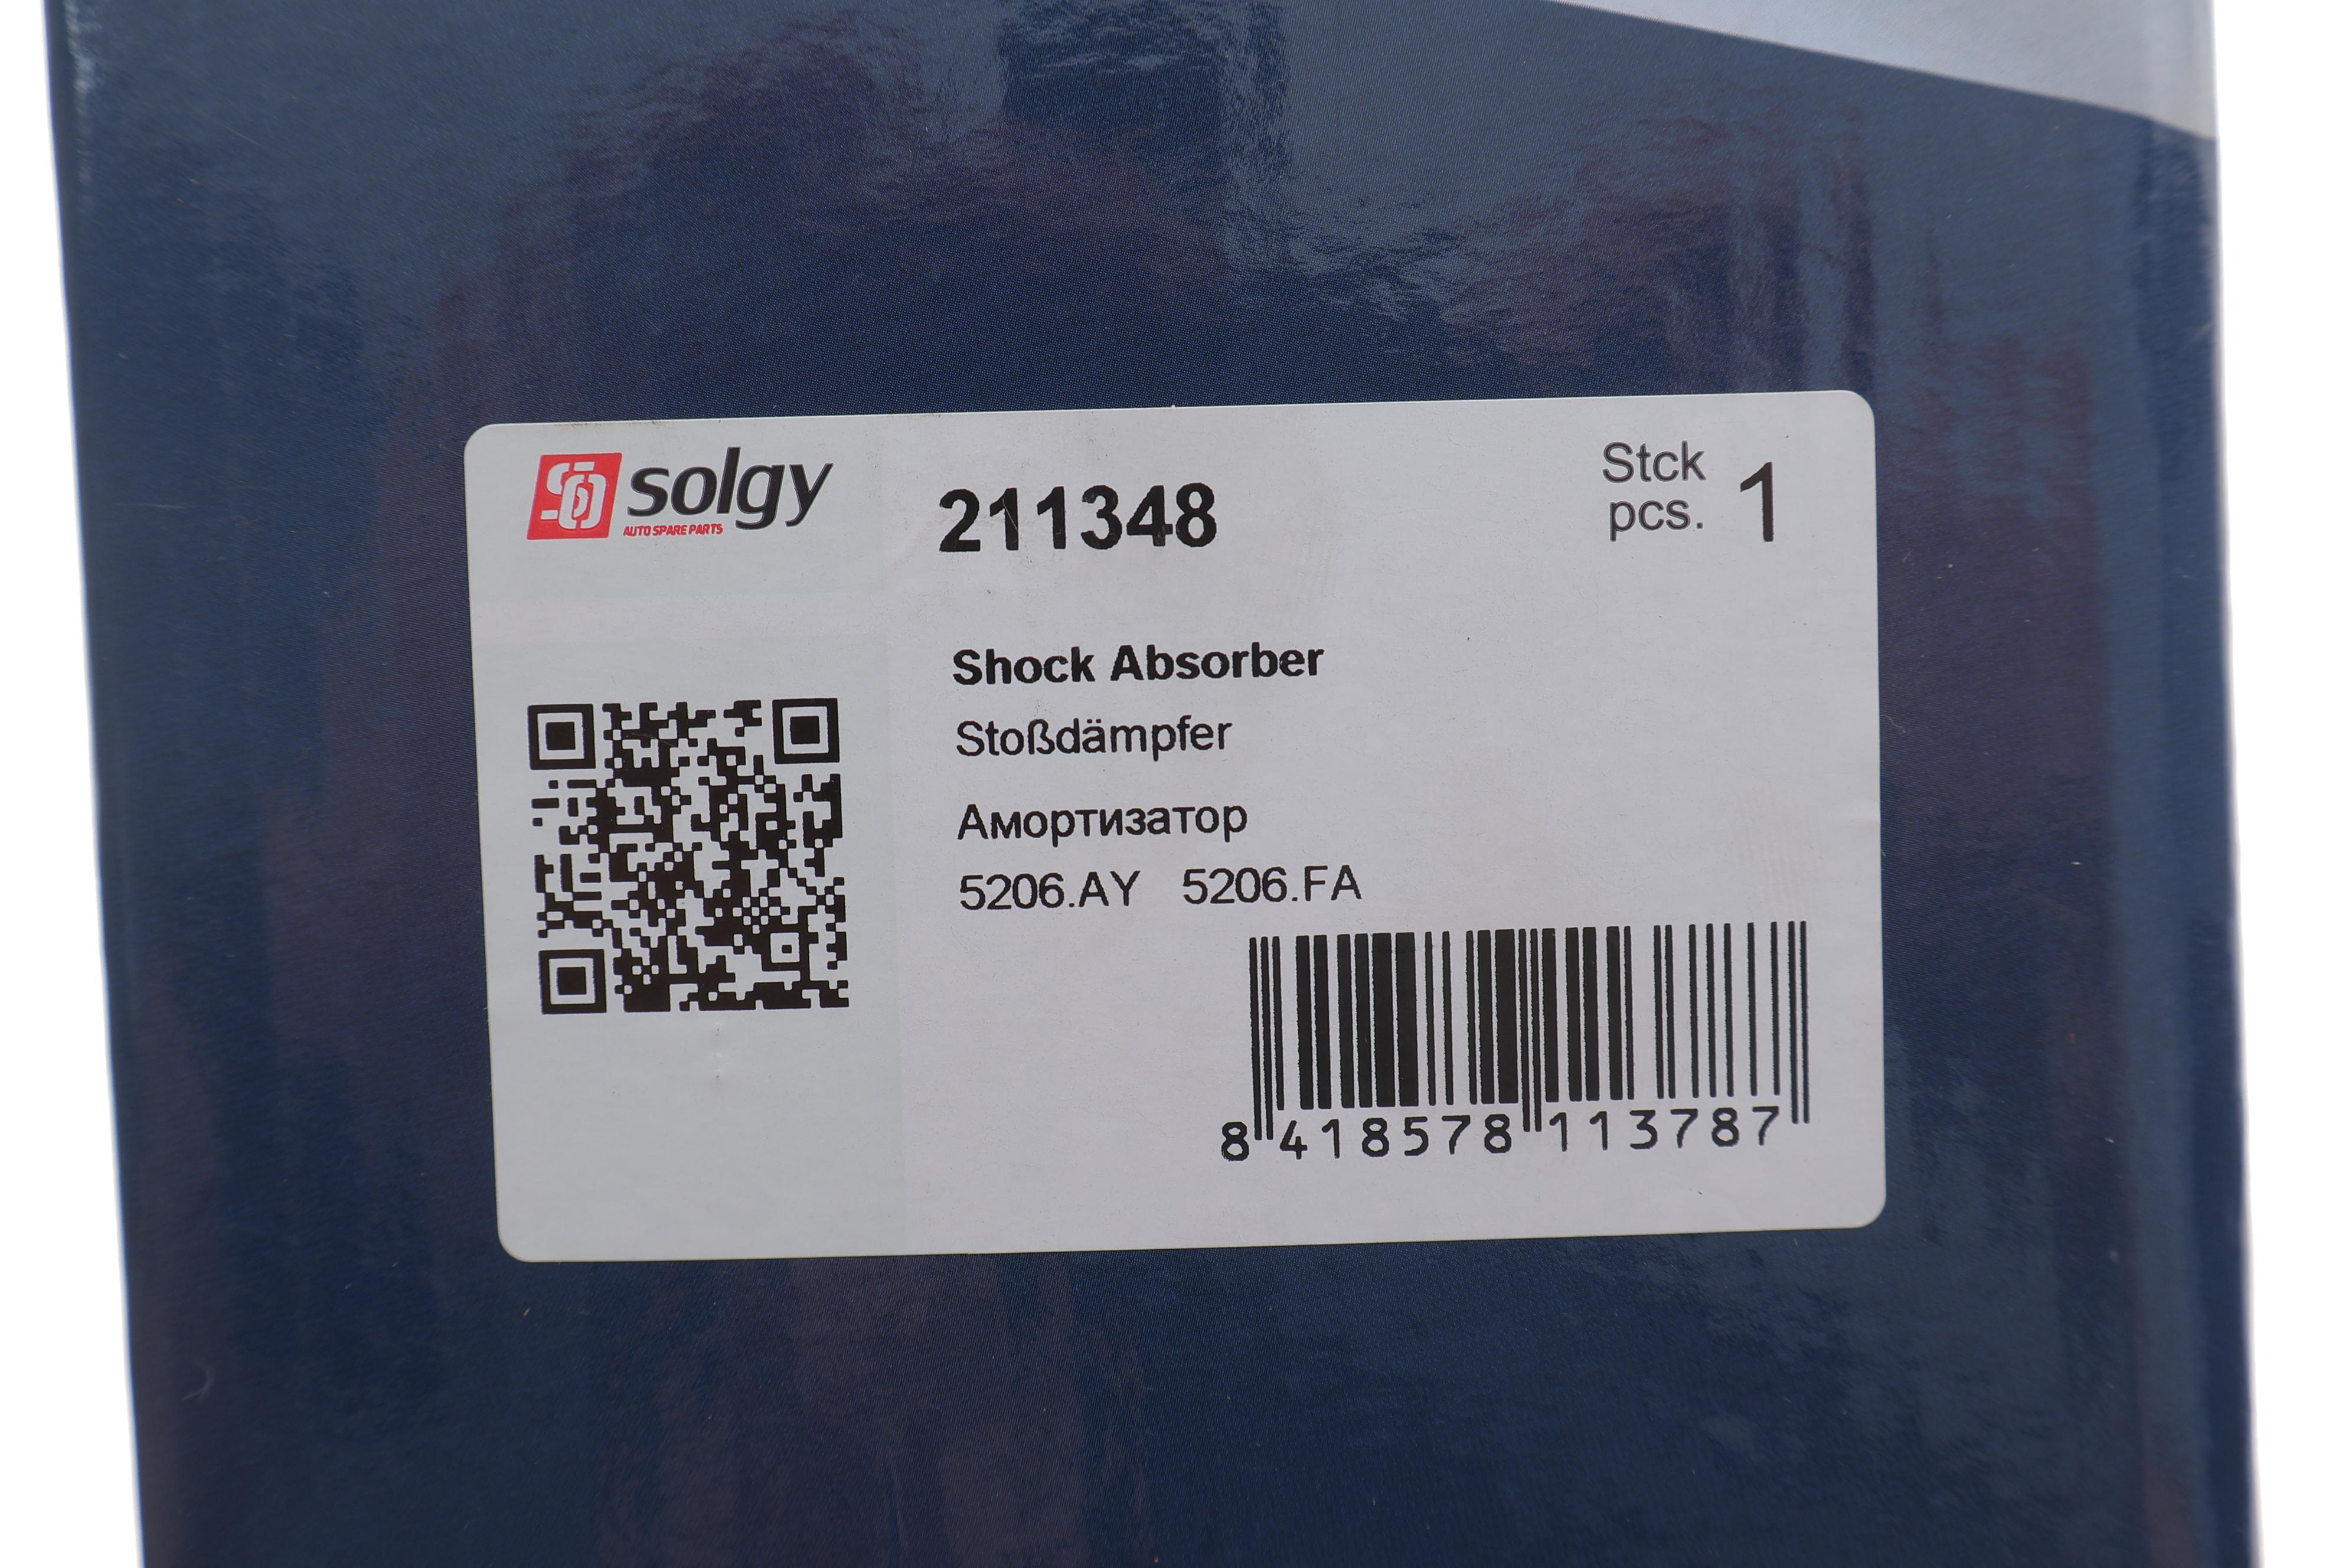 solgy
AUTO SPARE PARTS
211348
Stck
pcs. 1
Shock Absorber
Stoßdämpfer
Амортизатор
5206.AY 5206.FA
8 418578 113787